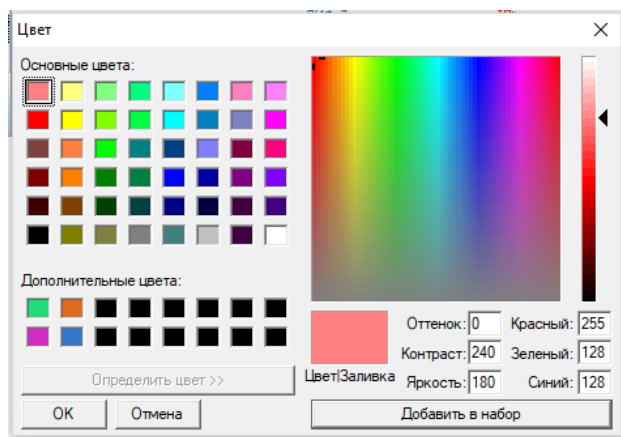 Цвет
Основные цвета:
Дополнительные цвета:
Определить цвет >>
OK
Отмена
Цвет|Заливка
Оттенок: 0
Контраст: 240
Яркость: 180
Красный: 255
Зеленый: 128
Синий: 128
Добавить в набор